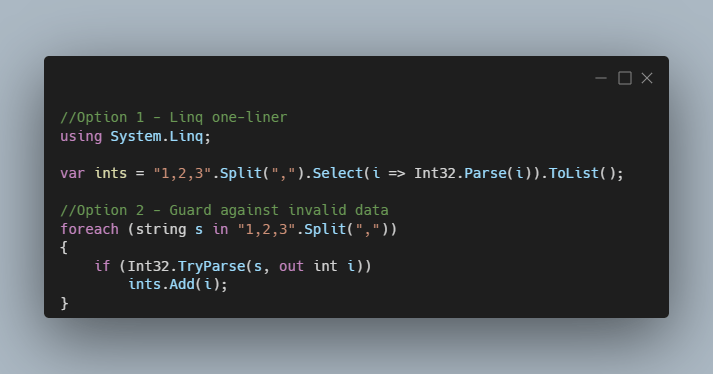 //Option 1 - Linq one-liner
using System.Linq;
var ints = "1,2,3".Split(",").Select(i => Int32.Parse(i)).ToList();
//Option 2 - Guard against invalid data
foreach (string s in "1,2,3".Split(","))
{
    if (Int32.TryParse(s, out int i))
        ints.Add(i);
}